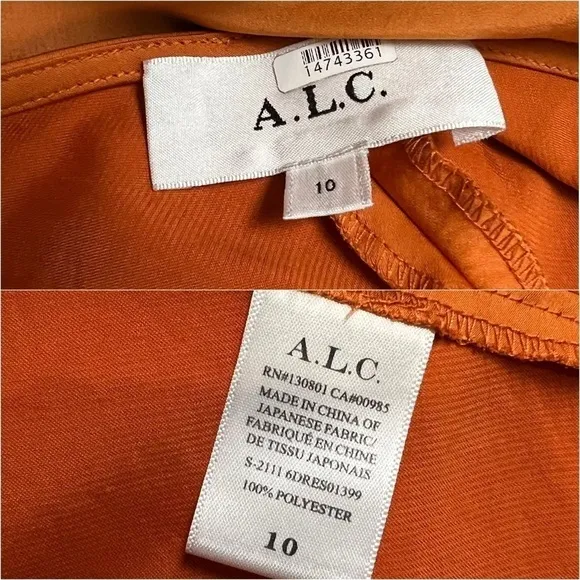 14743361
A.L.C.
10
A.L.C.
RN#130801 CA#00985
MADE IN CHINA OF
JAPANESE FABRIC/
FABRIQUÉ EN CHINE
DE TISSU JAPONAIS
S-2111 6DRES01399
100% POLYESTER
10